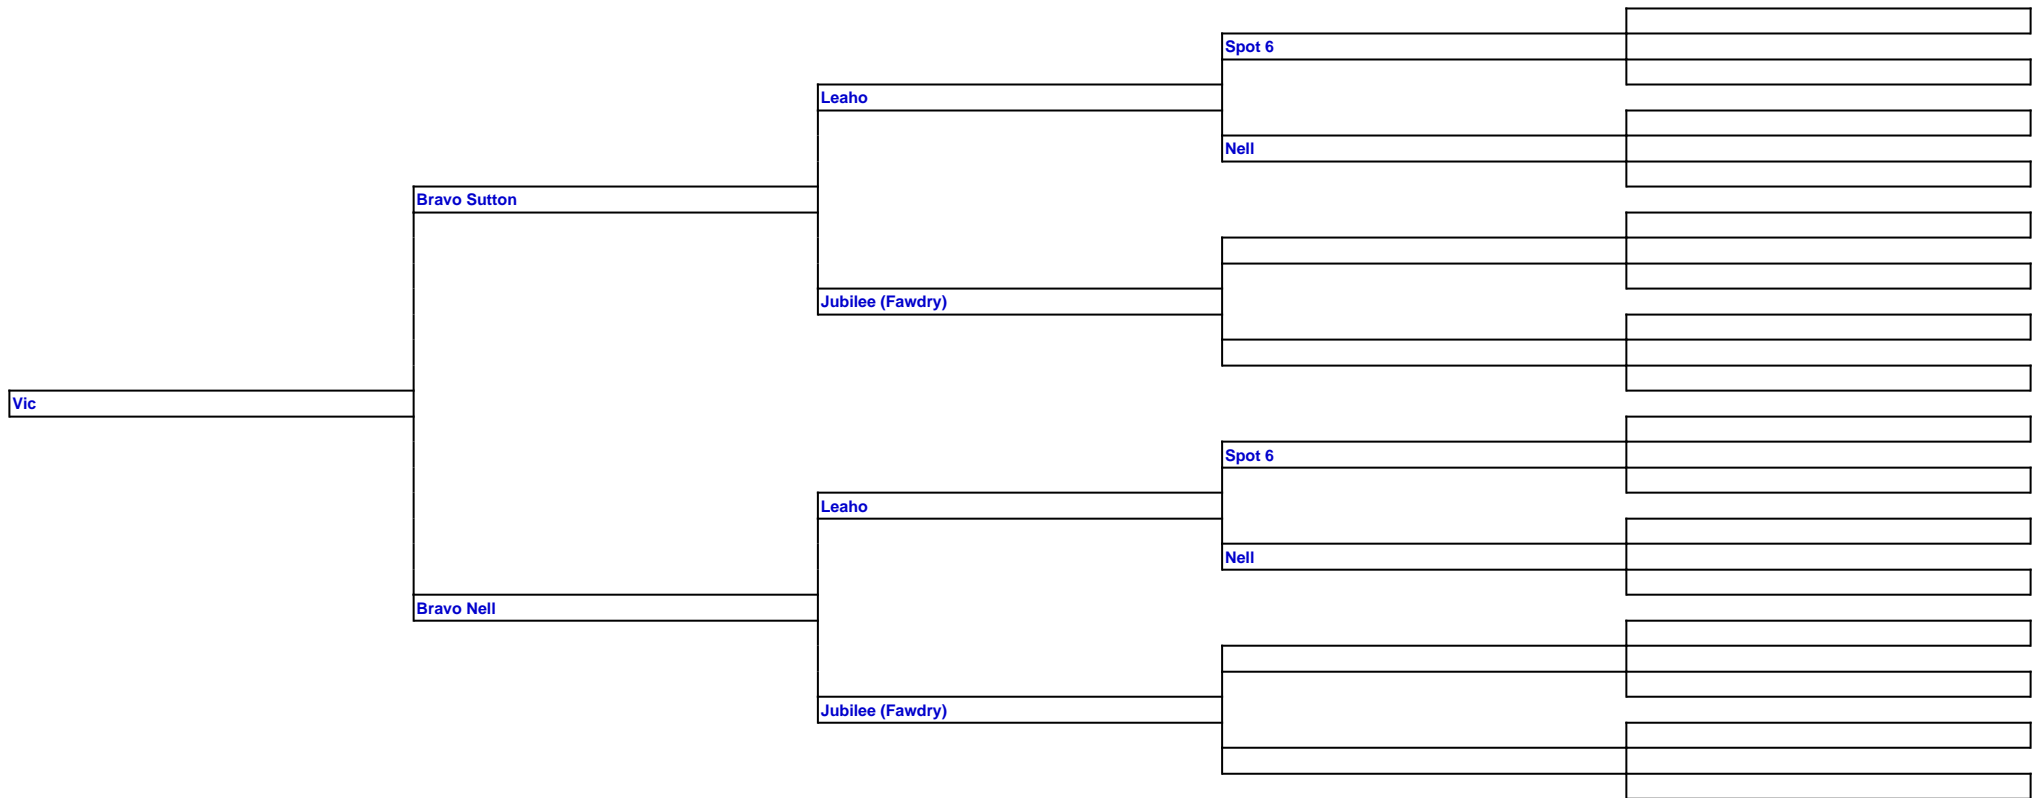 Spot 6
Leaho
Nell
Bravo Sutton
Jubilee (Fawdry)
Vic
Spot 6
Leaho
Nell
Bravo Nell
Jubilee (Fawdry)